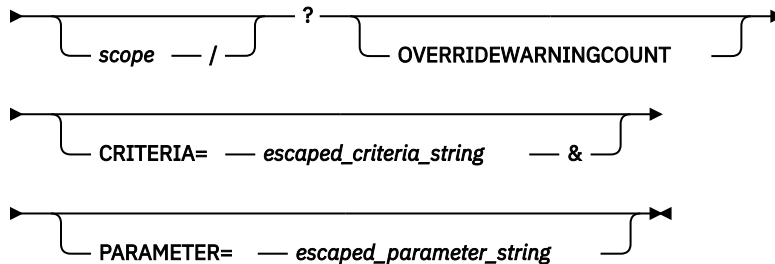 ?
scope / OVERRIDEWARNINGCOUNT
CRITERIA= escaped_criteria_string &
PARAMETER= escaped_parameter_string